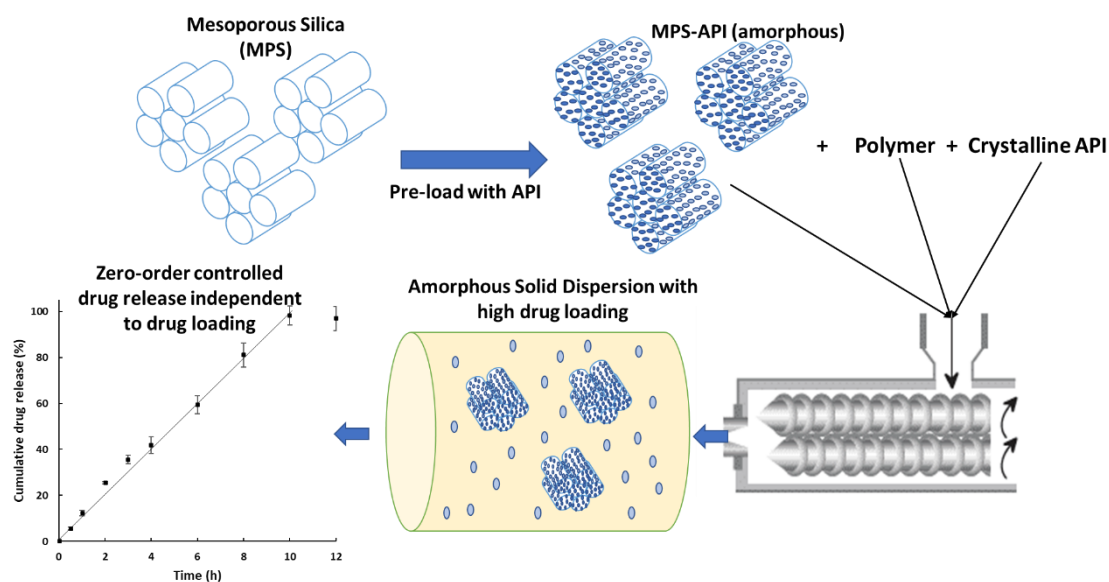 Mesoporous Silica
(MPS)
MPS-API (amorphous)
Pre-load with API
+ Polymer + Crystalline API
Zero-order controlled
drug release independent
to drug loading
Amorphous Solid Dispersion with
high drug loading
Cumulative drug release (%)
100
80
60
40
20
0
0 2 4 6 8 10 12
Time (h)